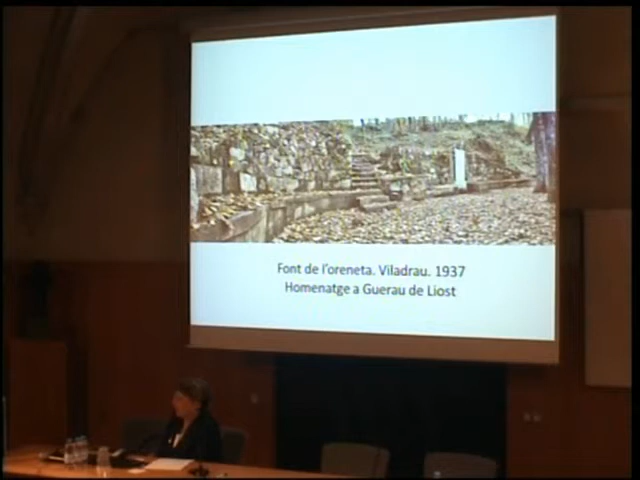 Font de l'oreneta. Viladrau. 1937
Homenatge a Guerau de Liost